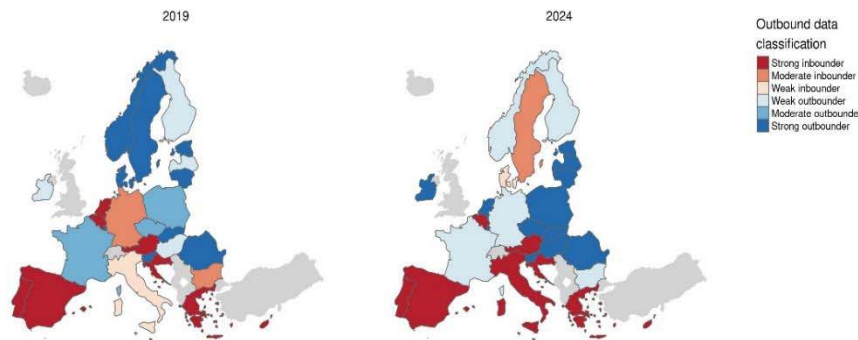 2019
2024
Outbound data
classification
Strong inbounder
Moderate inbounder
Weak inbounder
Weak outbounder
Moderate outbounde
Strong outbounder